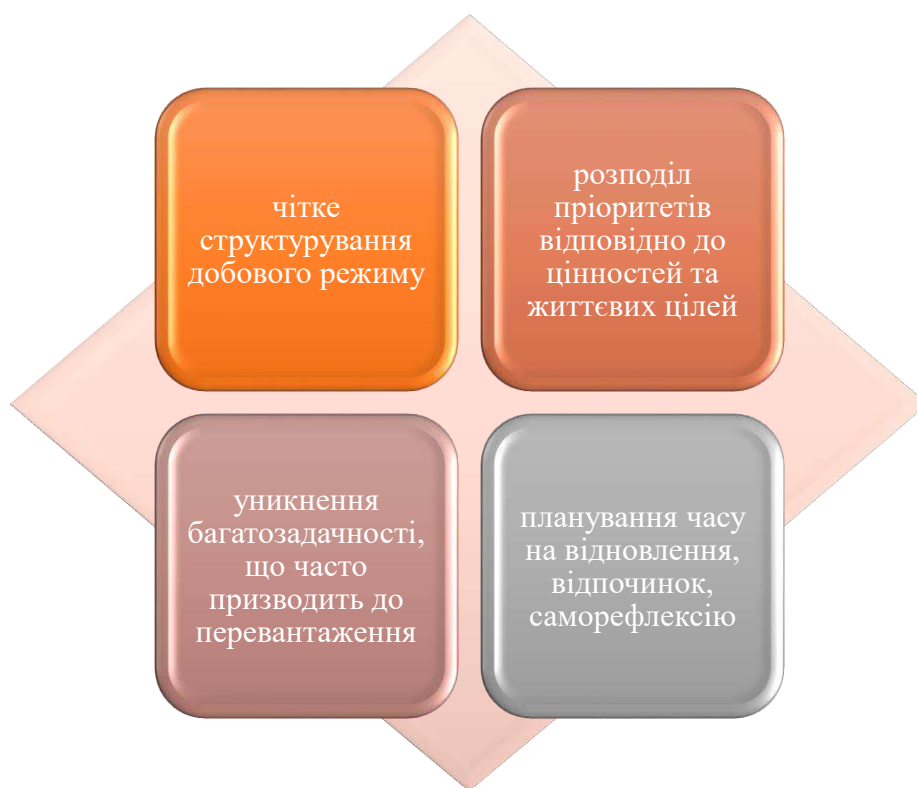 чітке
структурування
добового режиму
розподіл
пріоритетів
відповідно до
цінностей та
життєвих цілей
уникнення
багатозадачності,
що часто
призводить до
перевантаження
планування часу
на відновлення,
відпочинок,
саморефлексію